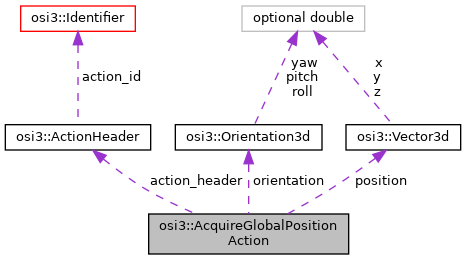 osi3::Identifier
optional double
action_id
yaw
pitch
roll
x
y
z
osi3::ActionHeader
osi3::Orientation3d
osi3::Vector3d
action_header
orientation
position
osi3::AcquireGlobalPosition
Action